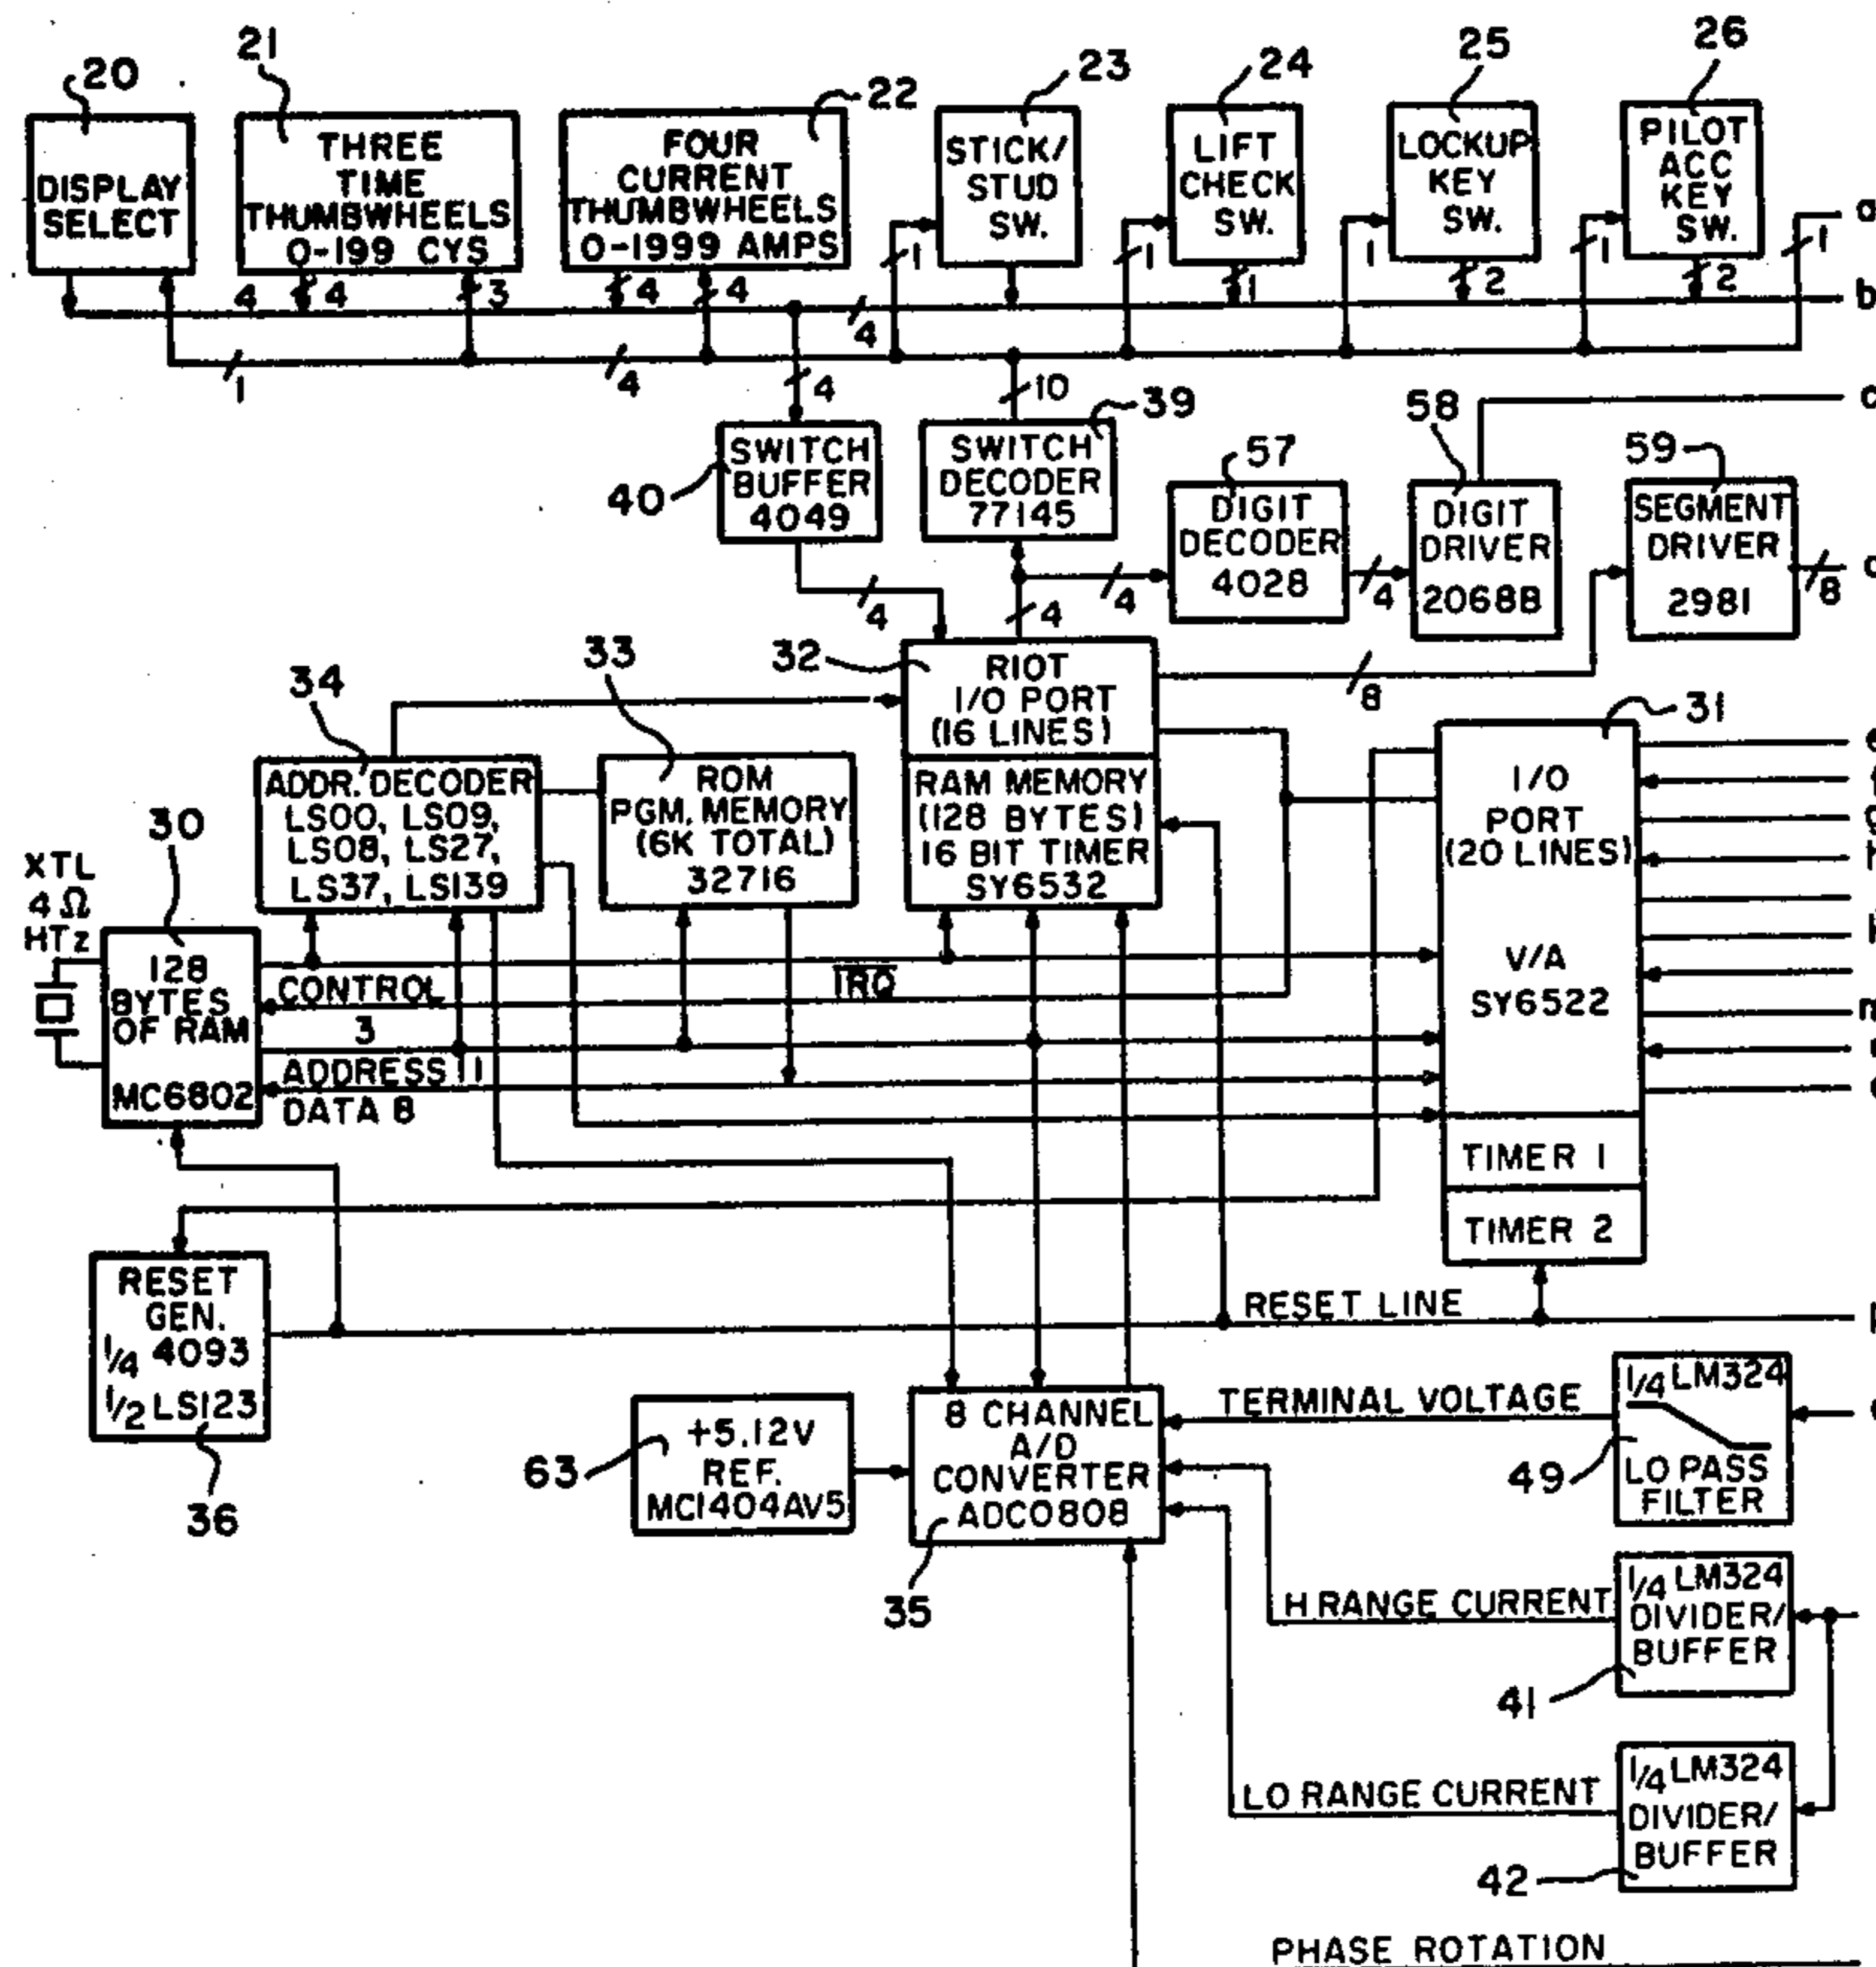 20
21
22
23
24
25
26
DISPLAY
SELECT
THREE
TIME
THUMBWHEELS
0-199 CYS
FOUR
CURRENT
THUMBWHEELS
0-1999 AMPS
STICK/
STUD
SW.
LIFT
CHECK
SW.
LOCKUP
KEY
SW.
PILOT
ACC
KEY
SW.
a
1
1
1
1
1
b
4
4
3
4
4
1
2
2
4
1
4
4
10
SWITCH
BUFFER
4049
40
SWITCH
DECODER
77145
39
57
DIGIT
DECODER
4028
58
DIGIT
DRIVER
2068B
59
SEGMENT
DRIVER
2981
8
4
4
4
4
32
RIOT
I/O PORT
(16 LINES)
RAM MEMORY
(128 BYTES)
16 BIT TIMER
SY6532
8
33
ROM
PGM. MEMORY
(6K TOTAL)
32716
34
ADDR. DECODER
LS00, LS09,
LS08, LS27,
LS37, LS139
31
I/O
PORT
(20 LINES)
V/A
SY6522
TIMER 1
TIMER 2
30
XTL
4 Ω
HTz
128
BYTES
OF RAM
MC6802
CONTROL
3
IRQ
ADDRESS 11
DATA 8
RESET
GEN.
1/4 4093
1/2 LS123
36
RESET LINE
63
+5.12V
REF.
MC1404AV5
8 CHANNEL
A/D
CONVERTER
ADC0808
35
TERMINAL VOLTAGE
1/4 LM324
LO PASS
FILTER
49
H RANGE CURRENT
1/4 LM324
DIVIDER/
BUFFER
41
LO RANGE CURRENT
1/4 LM324
DIVIDER/
BUFFER
42
PHASE ROTATION